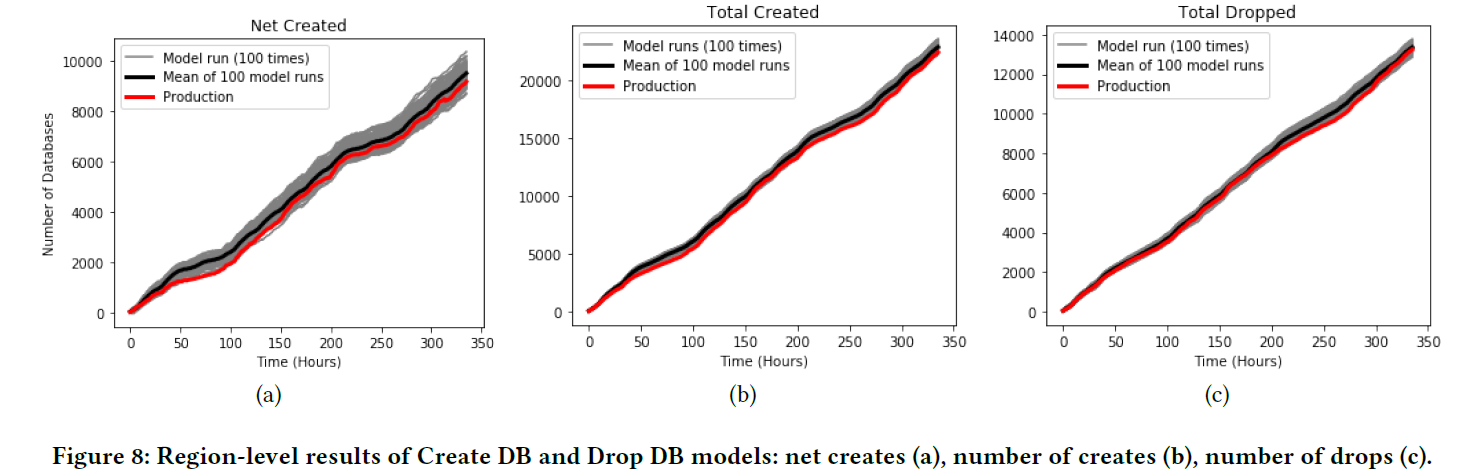 Net Created
Model run (100 times)
Mean of 100 model runs
Production
Number of Databases
10000
8000
6000
4000
2000
0
0 50 100 150 200 250 300 350
Time (Hours)
(a)
Total Created
Model runs (100 times)
Mean of 100 model runs
Production
20000
15000
10000
5000
0
0 50 100 150 200 250 300 350
Time (Hours)
(b)
Total Dropped
Model run (100 times)
Mean of 100 model runs
Production
14000
12000
10000
8000
6000
4000
2000
0
0 50 100 150 200 250 300 350
Time (Hours)
(c)
Figure 8: Region-level results of Create DB and Drop DB models: net creates (a), number of creates (b), number of drops (c).